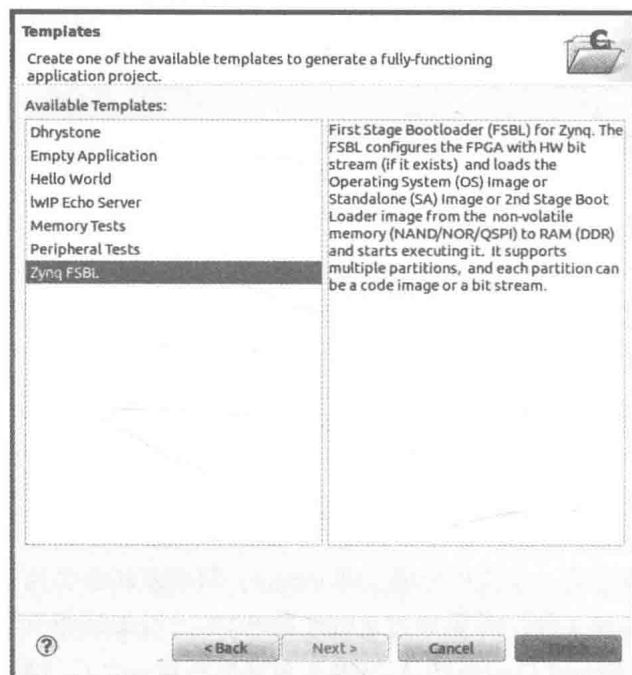 Templates
Create one of the available templates to generate a fully-functioning
application project.
Available Templates:
Dhrystone
Empty Application
Hello World
lwIP Echo Server
Memory Tests
Peripheral Tests
Zynq FSBL
First Stage Bootloader (FSBL) for Zynq. The
FSBL configures the FPGA with HW bit
stream (if it exists) and loads the
Operating System (OS) Image or
Standalone (SA) Image or 2nd Stage Boot
Loader image from the non-volatile
memory (NAND/NOR/QSPI) to RAM (DDR)
and starts executing it. It supports
multiple partitions, and each partition can
be a code image or a bit stream.
? < Back Next > Cancel Finish